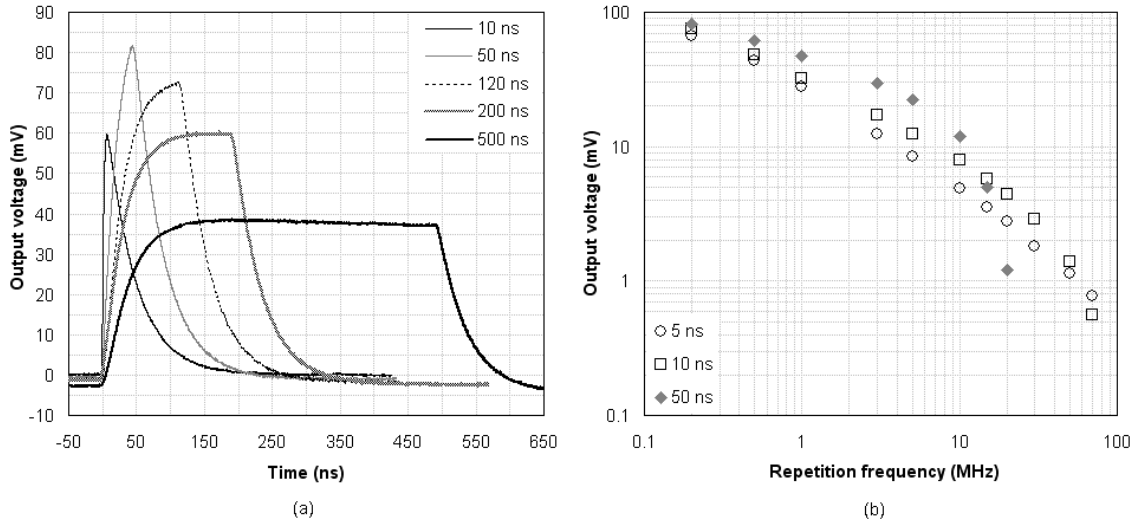 90
80
70
60
50
40
30
20
10
0
-10
Output voltage (mV)
10 ns
50 ns
120 ns
200 ns
500 ns
-50 50 150 250 350 450 550 650
Time (ns)
(a)
100
10
1
0.1
Output voltage (mV)
5 ns
10 ns
50 ns
0.1 1 10 100
Repetition frequency (MHz)
(b)